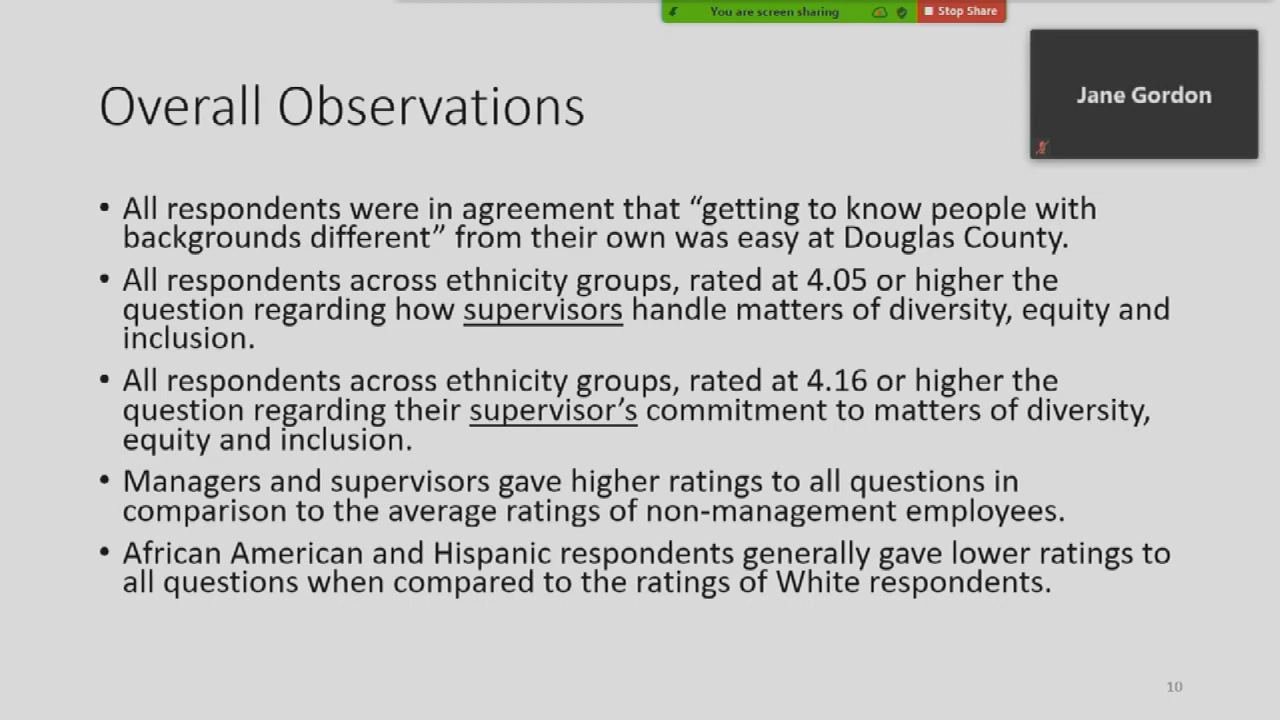 You are screen sharing
Stop Share
Jane Gordon
Overall Observations
• All respondents were in agreement that “getting to know people with
backgrounds different” from their own was easy at Douglas County.
• All respondents across ethnicity groups, rated at 4.05 or higher the
question regarding how supervisors handle matters of diversity, equity and
inclusion.
• All respondents across ethnicity groups, rated at 4.16 or higher the
question regarding their supervisor’s commitment to matters of diversity,
equity and inclusion.
• Managers and supervisors gave higher ratings to all questions in
comparison to the average ratings of non-management employees.
• African American and Hispanic respondents generally gave lower ratings to
all questions when compared to the ratings of White respondents.
10